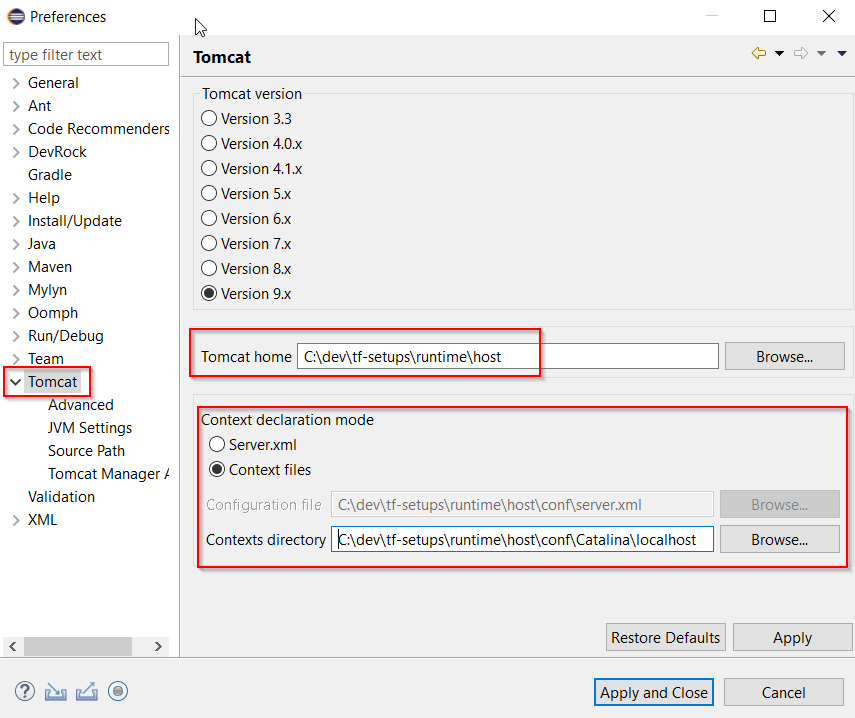 Preferences
type filter text
General
Ant
Code Recommenders
DevRock
Gradle
Help
Install/Update
Java
Maven
Mylyn
Oomph
Run/Debug
Team
Tomcat
Advanced
JVM Settings
Source Path
Tomcat Manager A
Validation
XML
Tomcat
Tomcat version
Version 3.3
Version 4.0.x
Version 4.1.x
Version 5.x
Version 6.x
Version 7.x
Version 8.x
Version 9.x
Tomcat home C:\dev\tf-setups\runtime\host Browse...
Context declaration mode
Server.xml
Context files
Configuration file C:\dev\tf-setups\runtime\host\conf\server.xml Browse...
Contexts directory C:\dev\tf-setups\runtime\host\conf\Catalina\localhost Browse...
Restore Defaults Apply
? Apply and Close Cancel